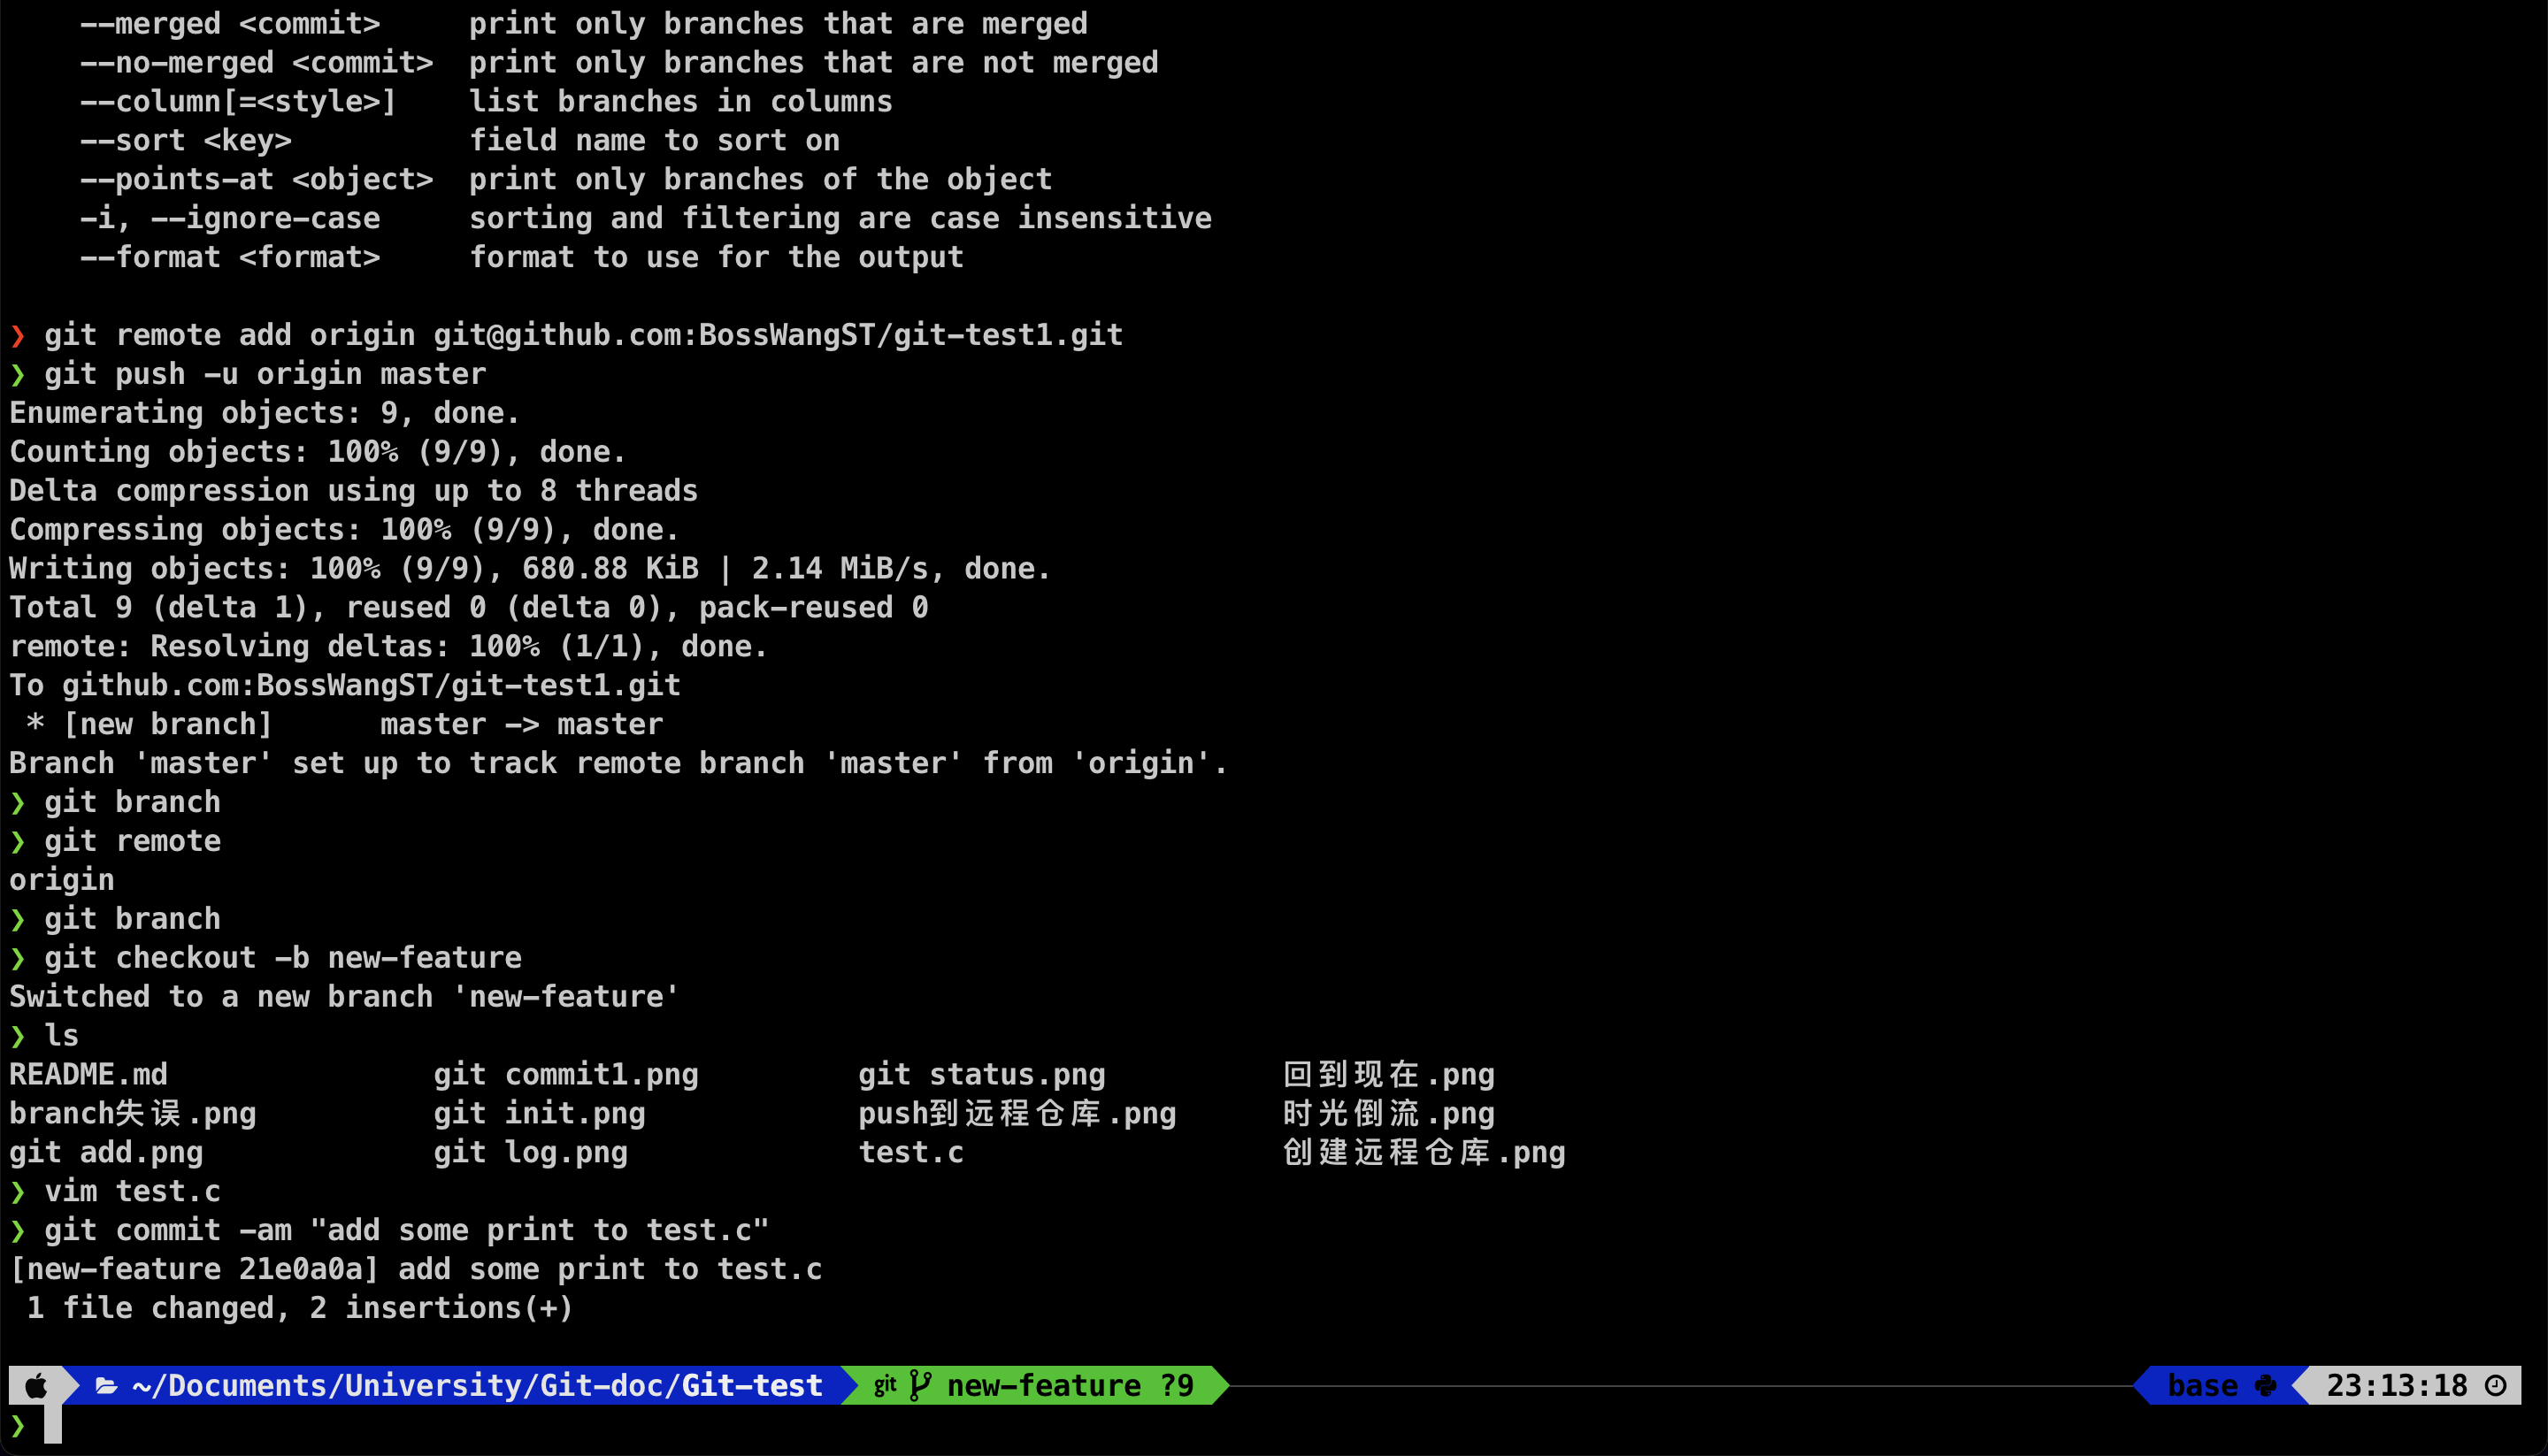 --merged <commit>     print only branches that are merged
    --no-merged <commit>  print only branches that are not merged
    --column[=<style>]    list branches in columns
    --sort <key>          field name to sort on
    --points-at <object>  print only branches of the object
    -i, --ignore-case     sorting and filtering are case insensitive
    --format <format>     format to use for the output

❯ git remote add origin git@github.com:BossWangST/git-test1.git
❯ git push -u origin master
Enumerating objects: 9, done.
Counting objects: 100% (9/9), done.
Delta compression using up to 8 threads
Compressing objects: 100% (9/9), done.
Writing objects: 100% (9/9), 680.88 KiB | 2.14 MiB/s, done.
Total 9 (delta 1), reused 0 (delta 0), pack-reused 0
remote: Resolving deltas: 100% (1/1), done.
To github.com:BossWangST/git-test1.git
 * [new branch]      master -> master
Branch 'master' set up to track remote branch 'master' from 'origin'.
❯ git branch
❯ git remote
origin
❯ git branch
❯ git checkout -b new-feature
Switched to a new branch 'new-feature'
❯ ls
README.md               git commit1.png         git status.png          回到现在.png
branch失误.png          git init.png            push到远程仓库.png      时光倒流.png
git add.png             git log.png             test.c                  创建远程仓库.png
❯ vim test.c
❯ git commit -am "add some print to test.c"
[new-feature 21e0a0a] add some print to test.c
 1 file changed, 2 insertions(+)

~/Documents/University/Git-doc/Git-test git new-feature ?9 base 23:13:18
❯